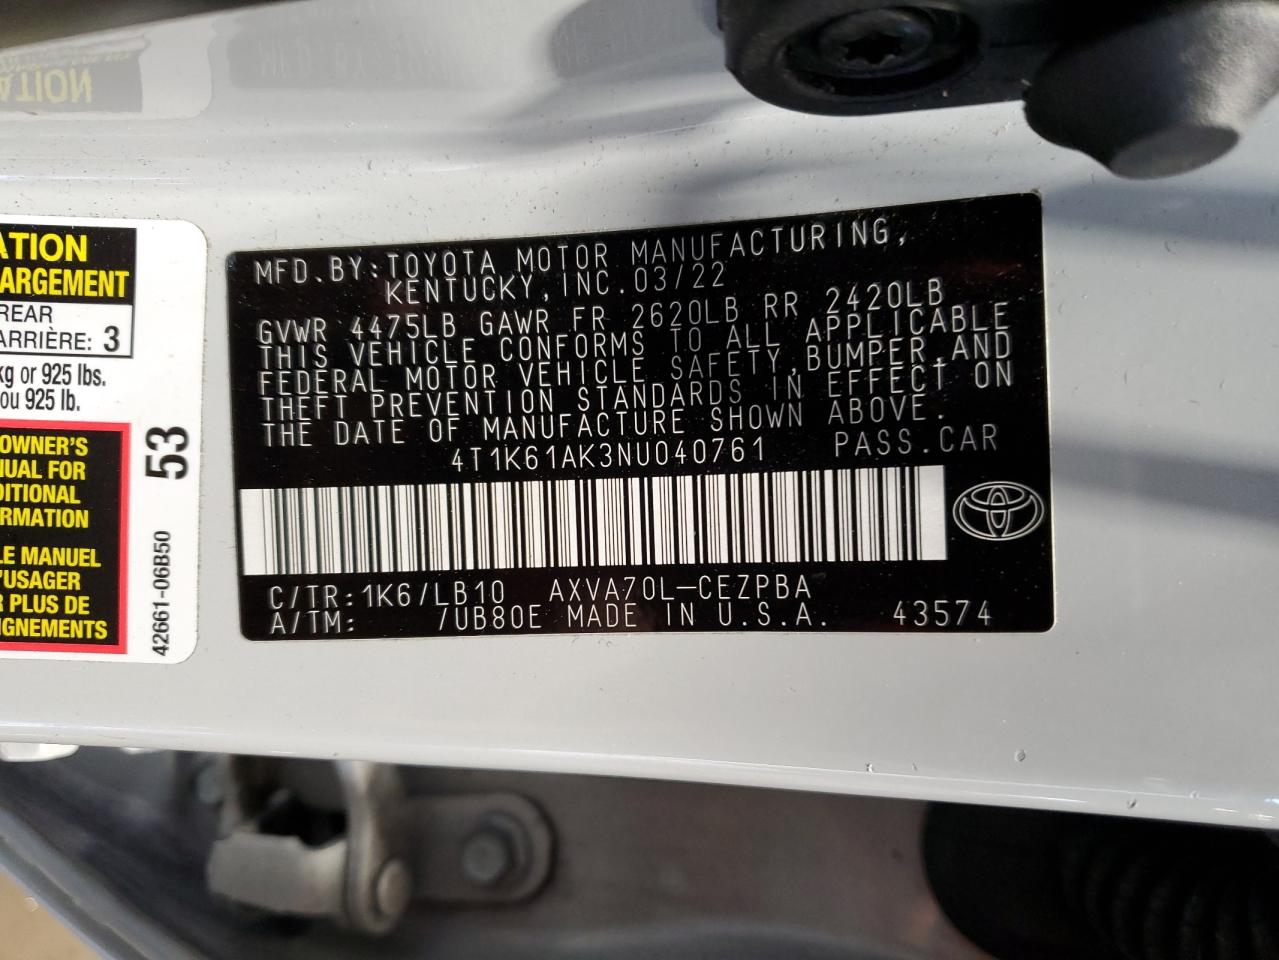 ATION
ATION
ARGEMENT
REAR
ARRIÈRE: 3
kg or 925 lbs.
ou 925 lb.
OWNER'S
NUAL FOR
DITIONAL
RMATION
LE MANUEL
'USAGER
R PLUS DE
IGNEMENTS
53
42661-06B50
MFD.BY:TOYOTA MOTOR MANUFACTURING,
KENTUCKY,INC.03/22
GVWR 4475LB GAWR FR 2620LB RR 2420LB
THIS VEHICLE CONFORMS TO ALL APPLICABLE
FEDERAL MOTOR VEHICLE SAFETY,BUMPER,AND
THEFT PREVENTION STANDARDS IN EFFECT ON
THE DATE OF MANUFACTURE SHOWN ABOVE.
4T1K61AK3NU040761 PASS.CAR
C/TR:1K6/LB10 AXVA70L-CEZPBA
A/TM: /UB80E MADE IN U.S.A. 43574